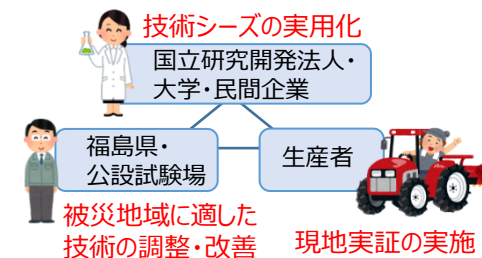 技術シーズの実用化
国立研究開発法人・
大学・民間企業
福島県・
公設試験場
生産者
被災地域に適した
技術の調整・改善
現地実証の実施